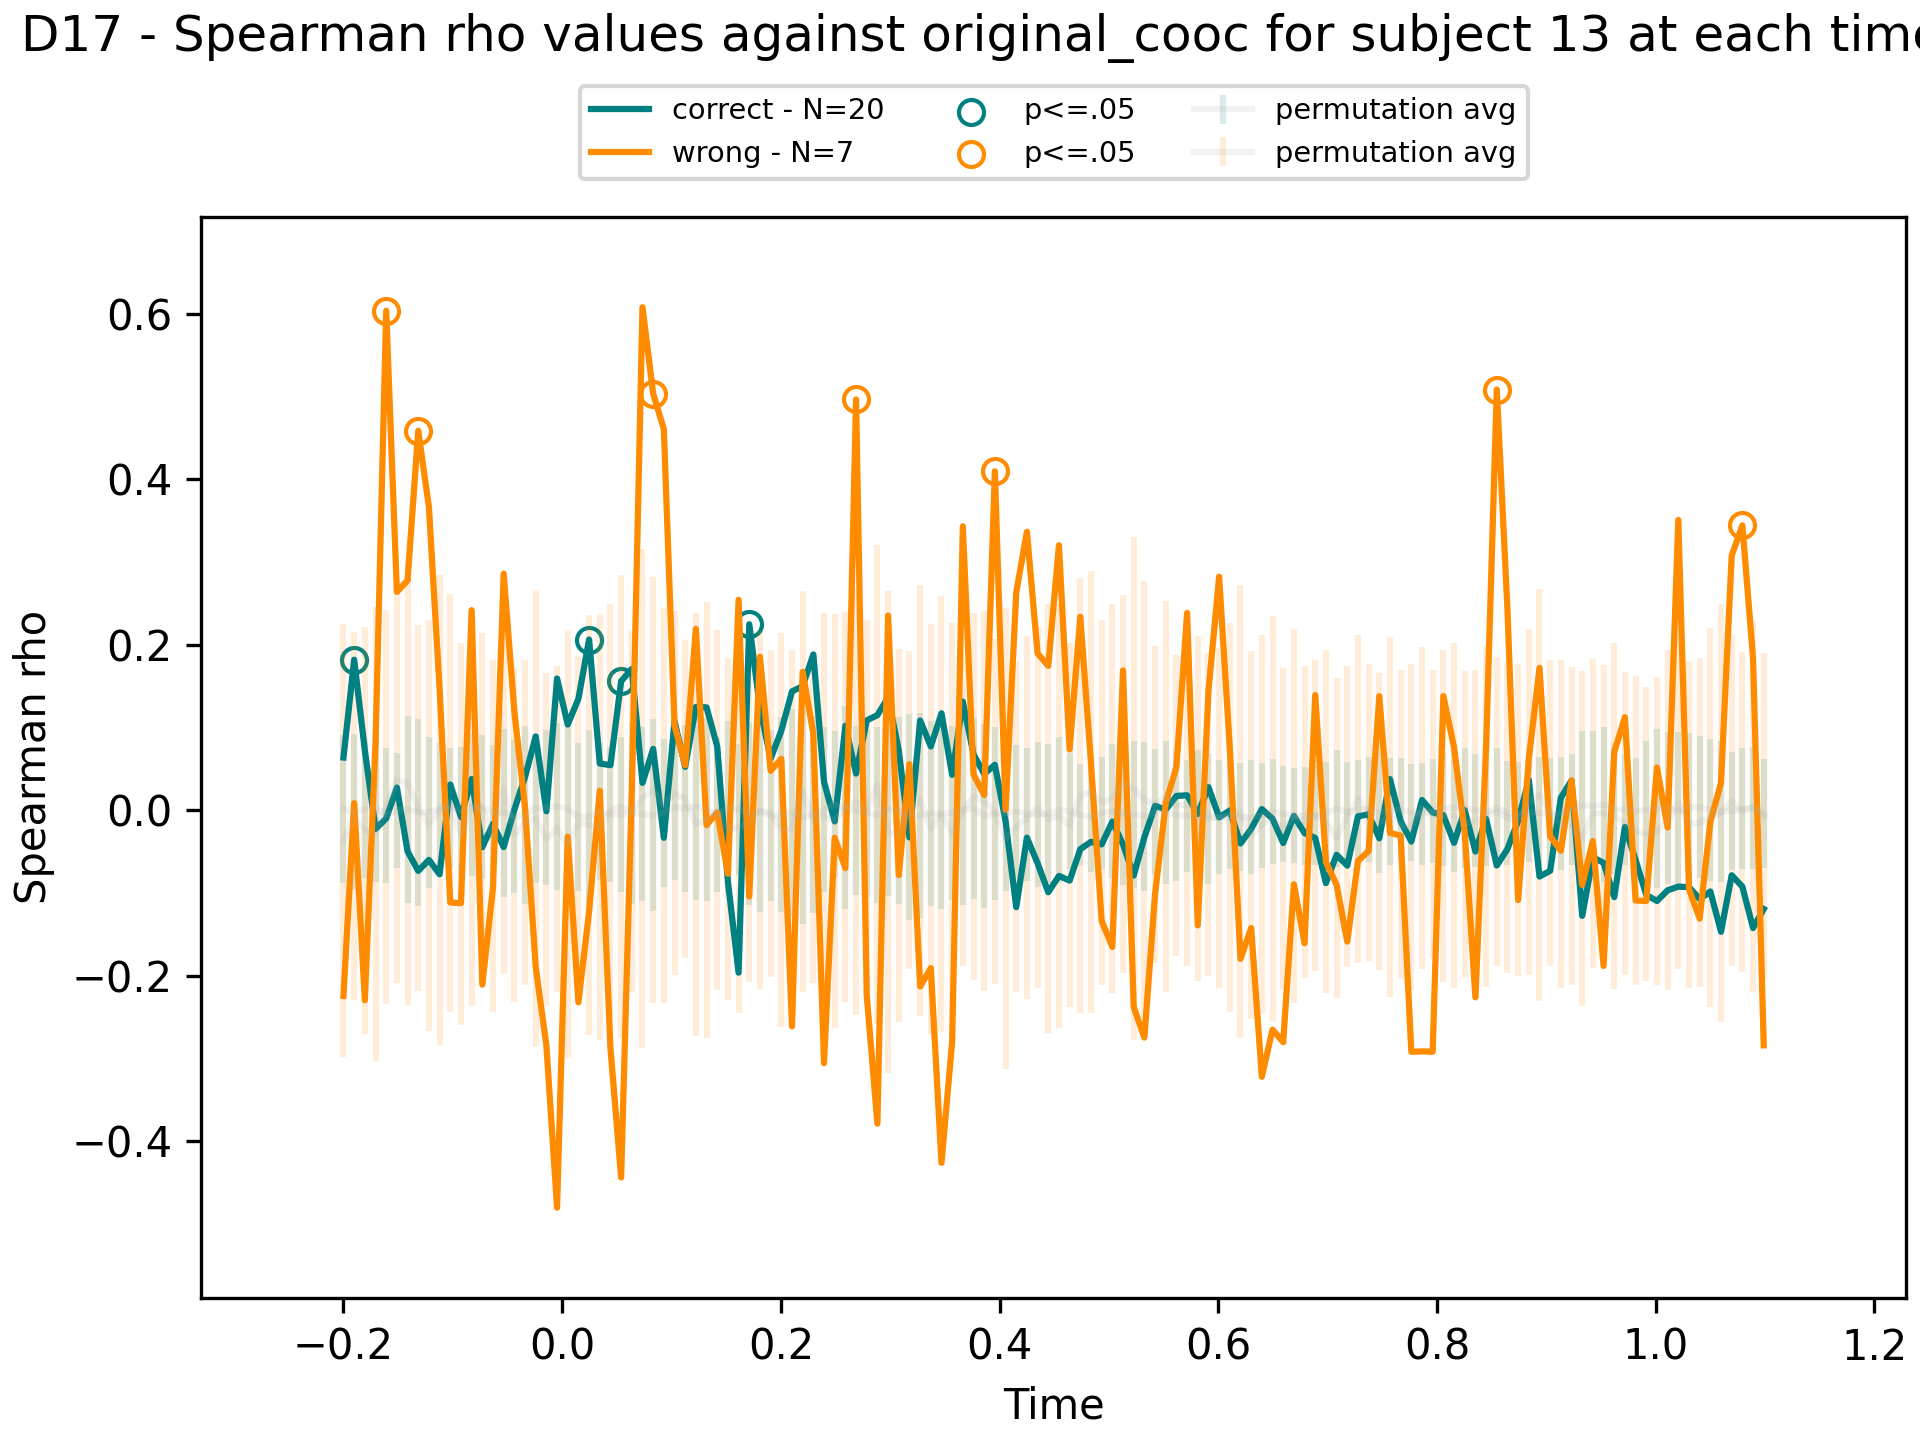 D17 - Spearman rho values against original_cooc for subject 13 at each
correct - N=20 p<=.05 permutation avg
wrong - N=7 p<=.05 permutation avg
0.6
0.4
0.2
0.0
−0.2
−0.4
Spearman rho
−0.2 0.0 0.2 0.4 0.6 0.8 1.0 1.2
Time